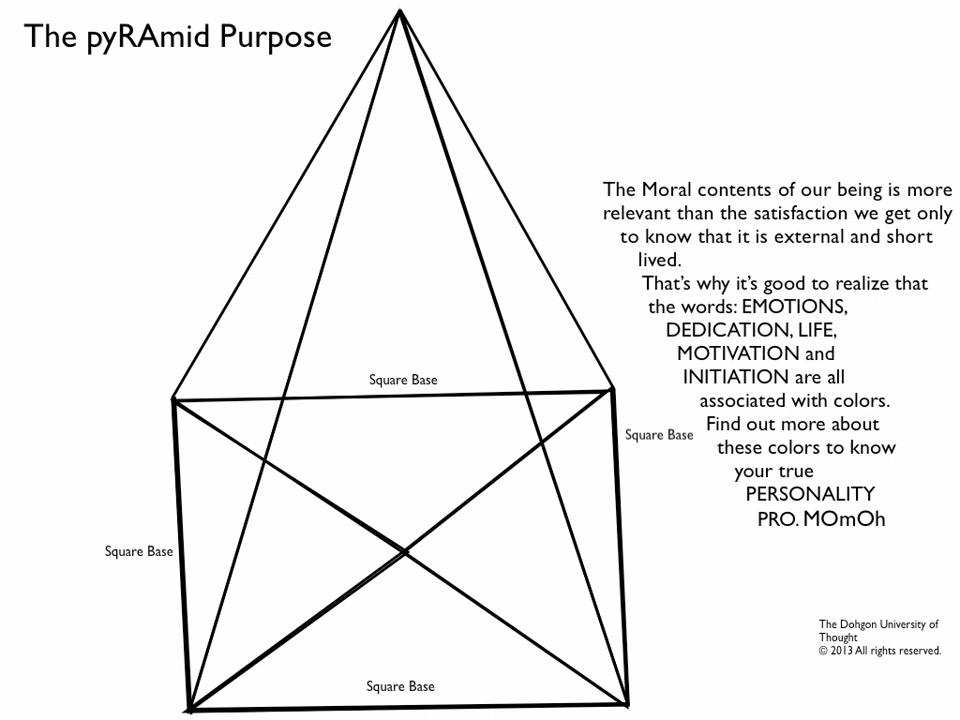 The pyRAmid Purpose
The Moral contents of our being is more
relevant than the satisfaction we get only
to know that it is external and short
lived.
That's why it's good to realize that
the words: EMOTIONS,
DEDICATION, LIFE,
MOTIVATION and
INITIATION are all
associated with colors.
Find out more about
these colors to know
your true
PERSONALITY
PRO. MOmOh
Square Base
Square Base
Square Base
Square Base
The Dohgon University of
Thought
© 2013 All rights reserved.